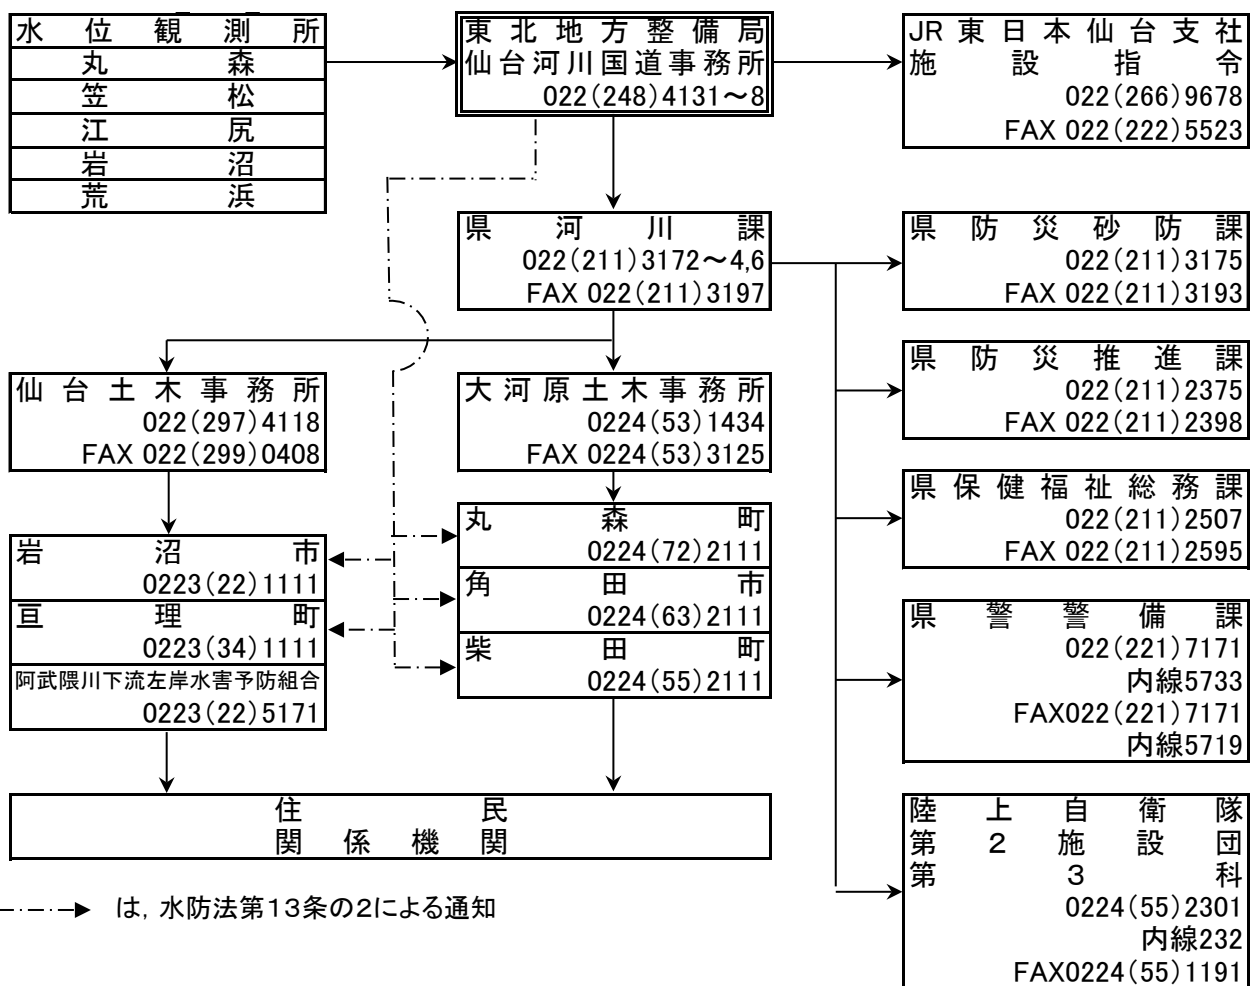 水位観測所
丸森
笠松
江尻
岩沼
荒浜
東北地方整備局
仙台河川国道事務所
022(248)4131～8
JR東日本仙台支社
施設指令
022(266)9678
FAX 022(222)5523
県河川課
022(211)3172～4,6
FAX 022(211)3197
県防災砂防課
022(211)3175
FAX 022(211)3193
県防災推進課
022(211)2375
FAX 022(211)2398
仙台土木事務所
022(297)4118
FAX 022(299)0408
大河原土木事務所
0224(53)1434
FAX 0224(53)3125
県保健福祉総務課
022(211)2507
FAX 022(211)2595
岩沼市
0223(22)1111
亘理町
0223(34)1111
阿武隈川下流左岸水害予防組合
0223(22)5171
丸森町
0224(72)2111
角田市
0224(63)2111
柴田町
0224(55)2111
県警警備課
022(221)7171
内線5733
FAX022(221)7171
内線5719
住民
関係機関
陸上自衛隊
第２施設団
第３科
0224(55)2301
内線232
FAX0224(55)1191
は，水防法第１３条の２による通知